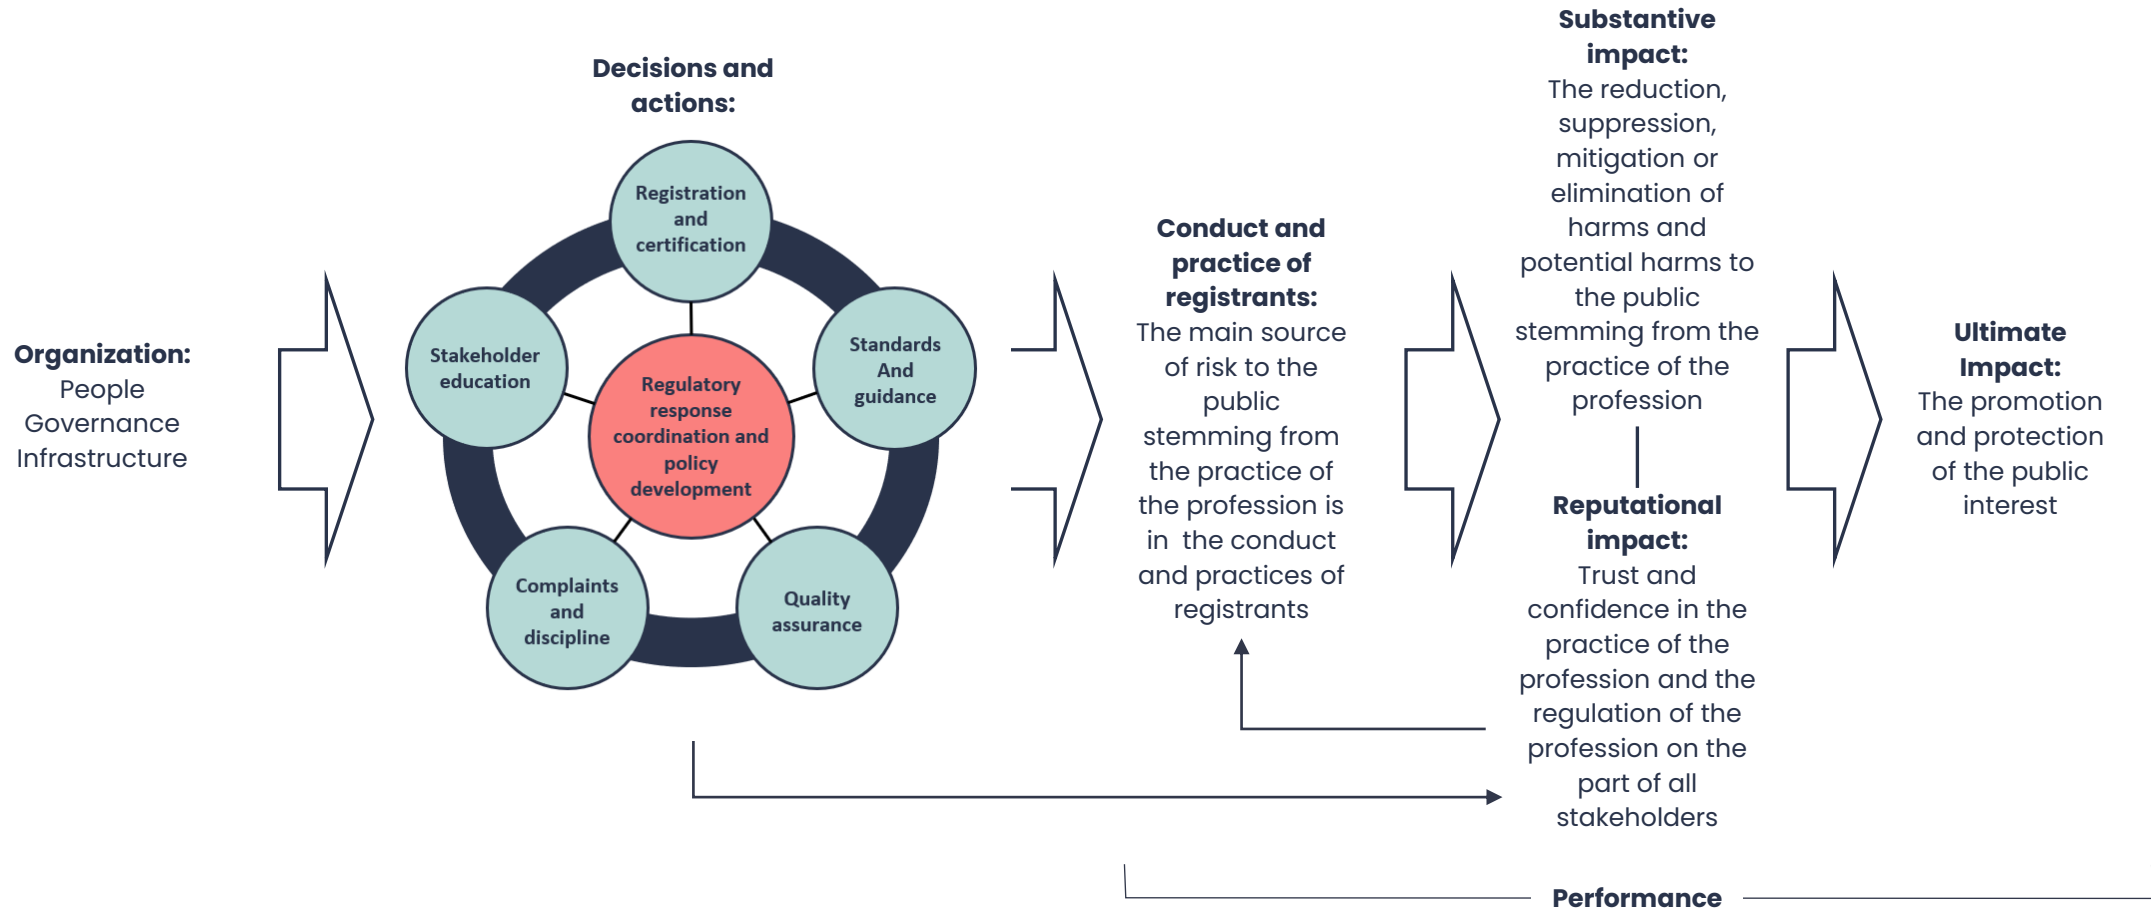 Organization:
People
Governance
Infrastructure
Decisions and
actions:
Registration
and
certification
Standards
And
guidance
Quality
assurance
Complaints
and
discipline
Stakeholder
education
Regulatory
response
coordination and
policy
development
Conduct and
practice of
registrants:
The main source
of risk to the
public
stemming from
the practice of
the profession is
in  the conduct
and practices of
registrants
Substantive
impact:
The reduction,
suppression,
mitigation or
elimination of
harms and
potential harms to
the public
stemming from the
practice of the
profession
Reputational
impact:
Trust and
confidence in the
practice of the
profession and the
regulation of the
profession on the
part of all
stakeholders
Ultimate
Impact:
The promotion
and protection
of the public
interest
Performance